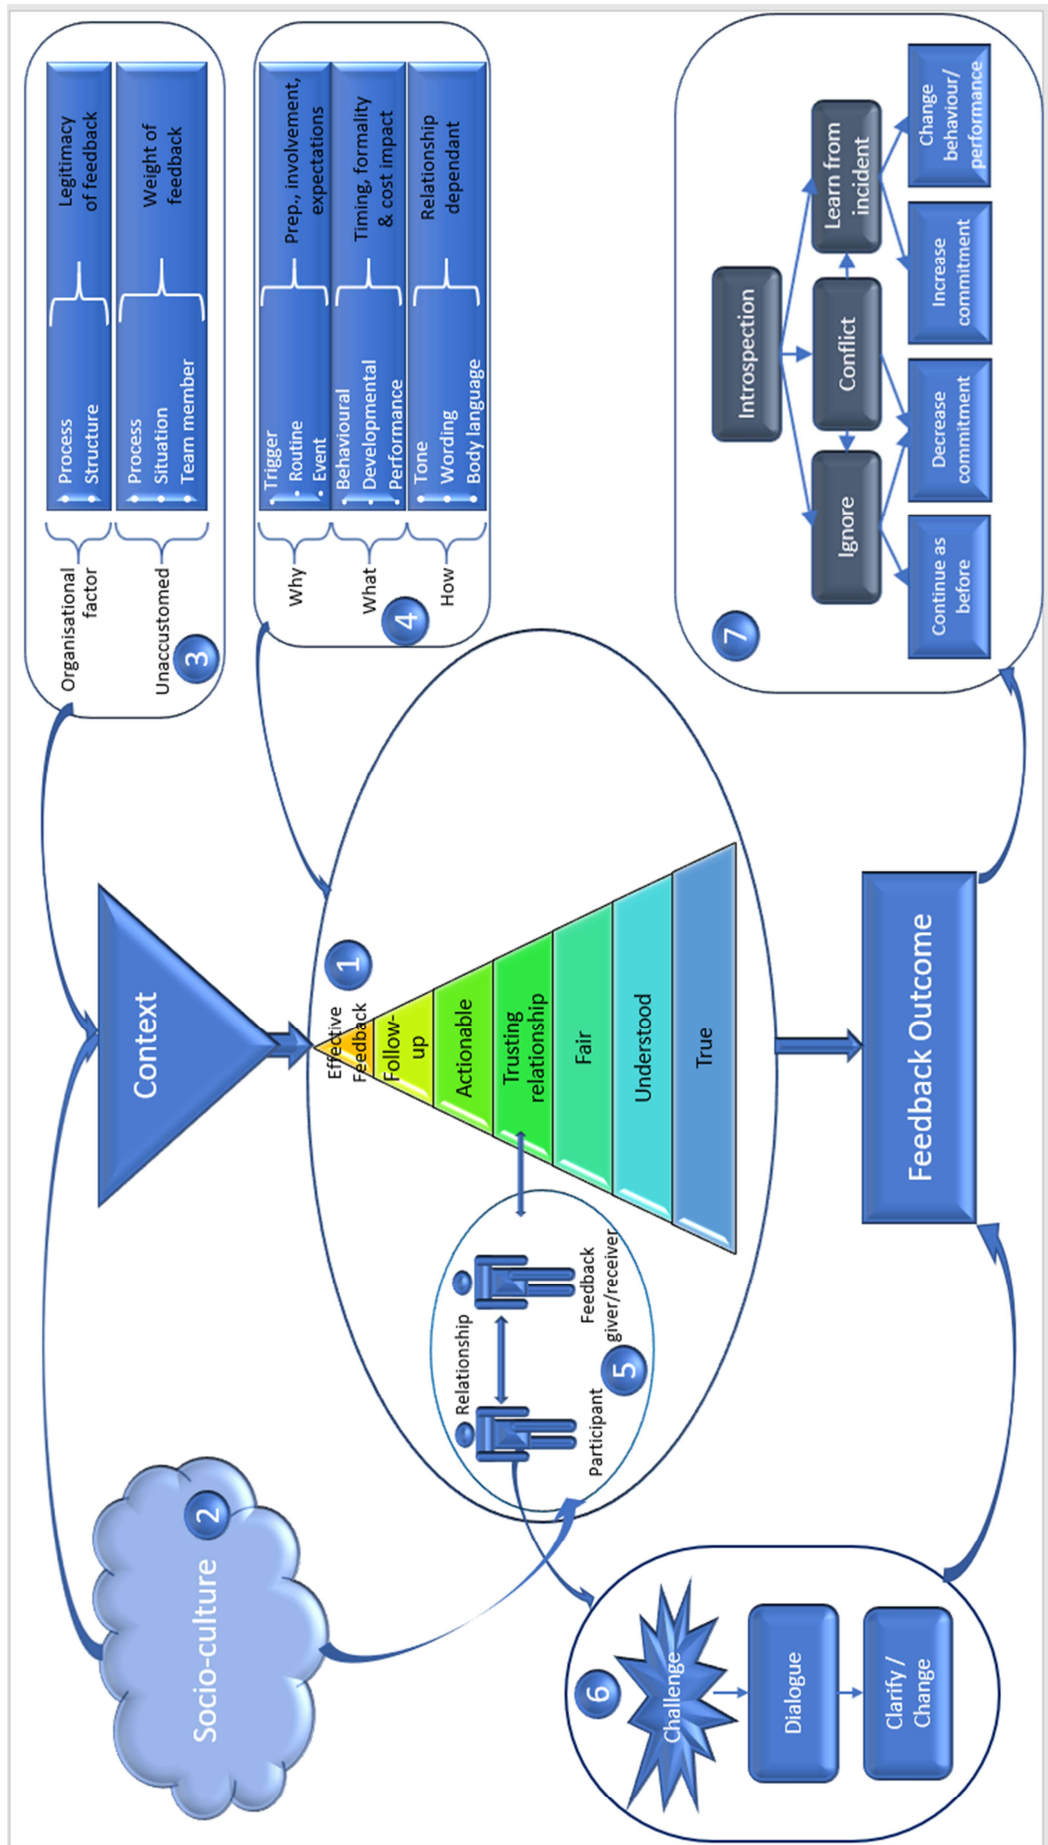 Socio-culture
2
Context
Organisational
factor
• Process
• Structure
Legitimacy
of feedback
Unaccustomed
• Process
• Situation
• Team member
Weight of
feedback
3
Why
• Trigger
• Routine
• Event
Prep., involvement,
expectations
What
• Behavioural
• Developmental
• Performance
Timing, formality
& cost impact
How
• Tone
• Wording
• Body language
Relationship
dependant
4
1
Effective
Feedback
Follow-
up
Actionable
Trusting
relationship
Fair
Understood
True
Relationship
Participant
Feedback
giver/receiver
5
6
Challenge
Dialogue
Clarify /
Change
Feedback Outcome
7
Introspection
Ignore
Conflict
Learn from
incident
Continue as
before
Decrease
commitment
Increase
commitment
Change
behaviour/
performance